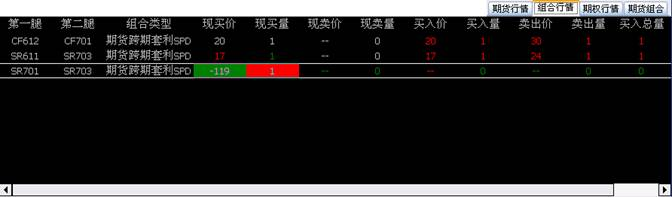 期货行情 组合行情 期权行情 期货组合
第一腿 第二腿 组合类型 现买价 现买量 现卖价 现卖量 买入价 买入量 卖出价 卖出量 买入总量
CF612 CF701 期货跨期套利SPD 20 1 -- 0 20 1 30 1 1
SR611 SR703 期货跨期套利SPD 17 1 -- 0 17 1 24 1 1
SR701 SR703 期货跨期套利SPD -119 1 -- 0 -- 0 -- 0 0